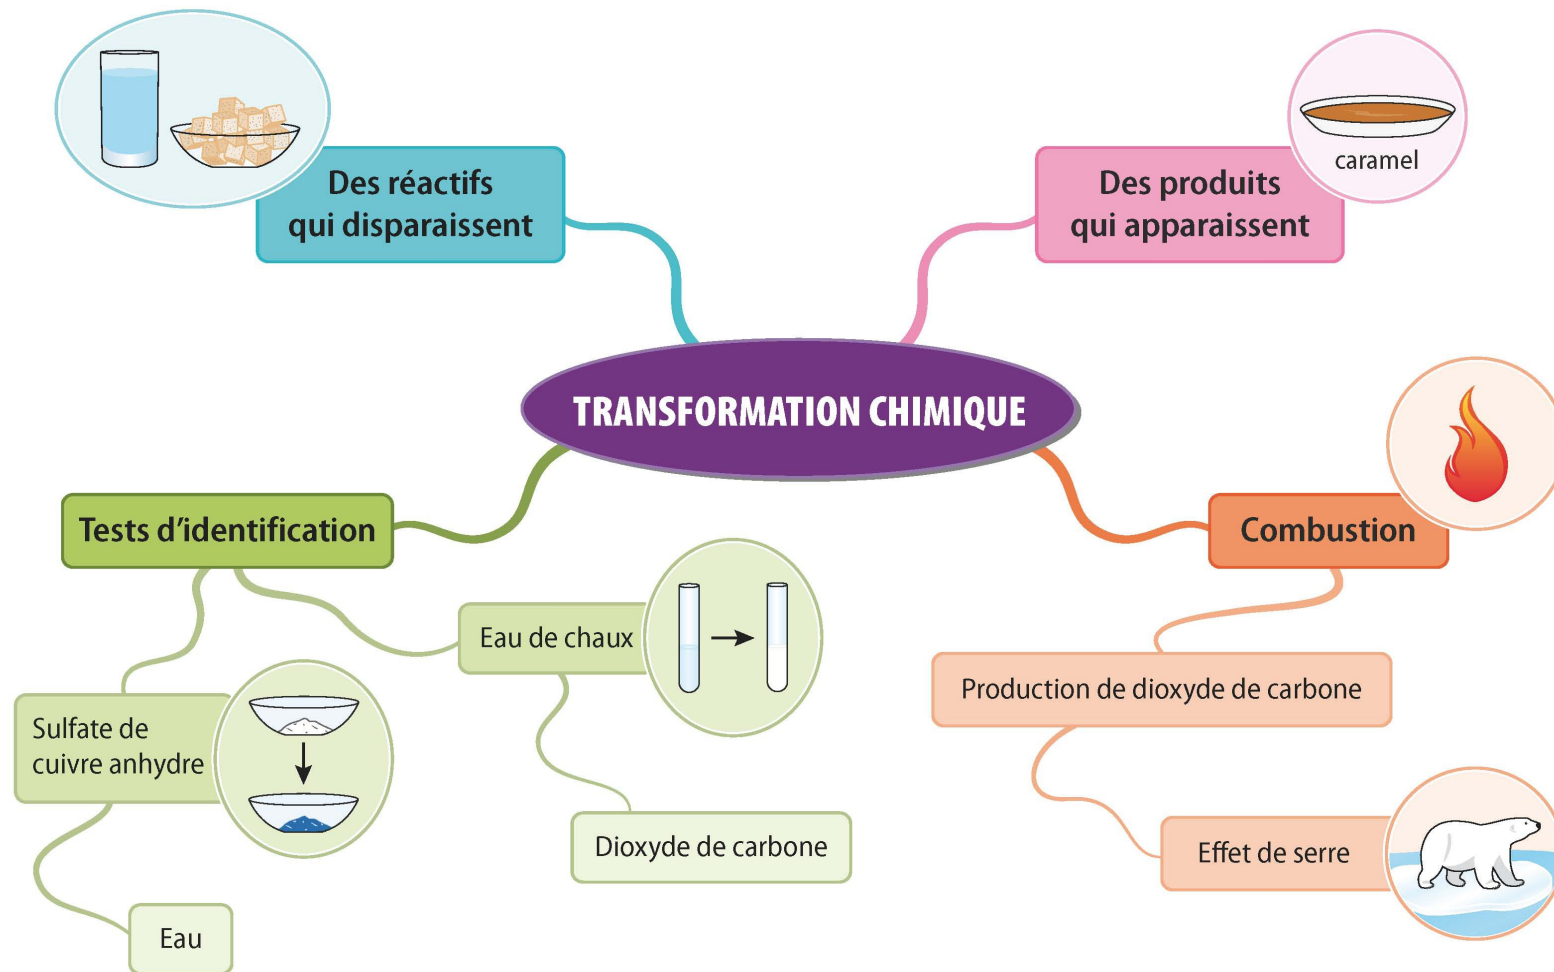 Des réactifs
qui disparaissent
Des produits
qui apparaissent
caramel
TRANSFORMATION CHIMIQUE
Tests d'identification
Eau de chaux
Sulfate de
cuivre anhydre
Dioxyde de carbone
Eau
Combustion
Production de dioxyde de carbone
Effet de serre